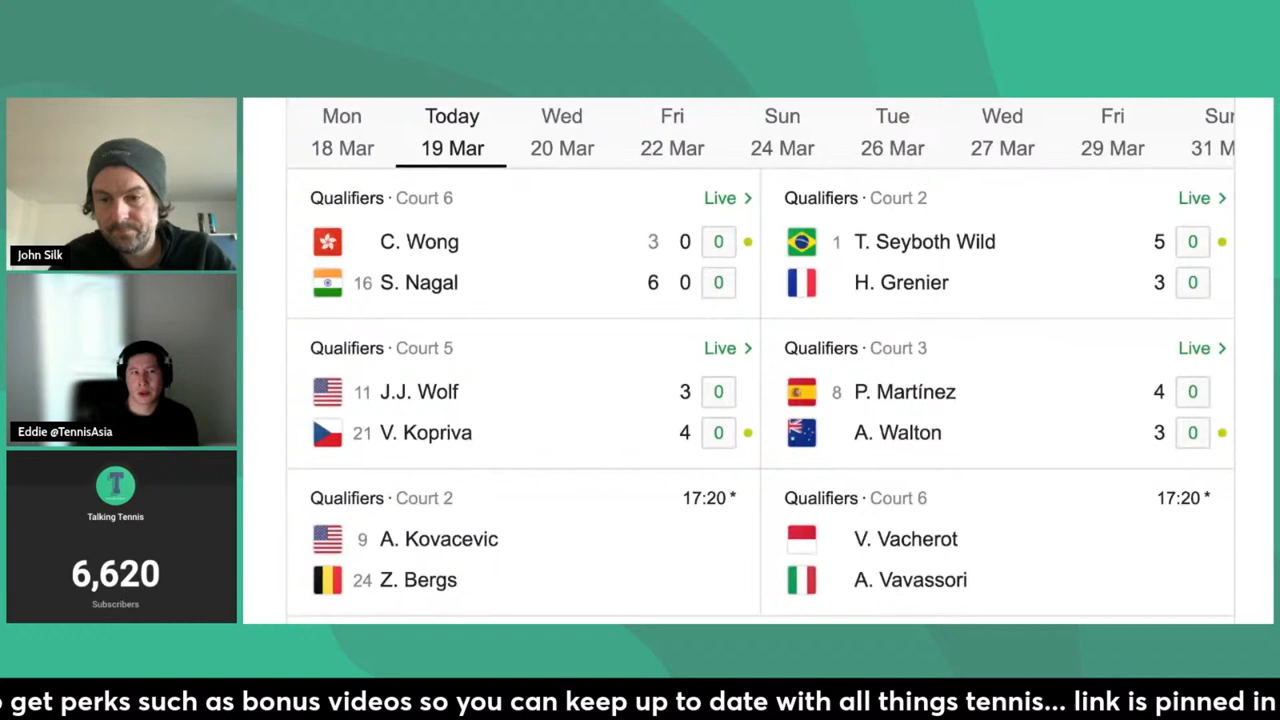 John Silk
Eddie @TennisAsia
Talking Tennis
6,620
Subscribers
Mon Today Wed Fri Sun Tue Wed Fri Sur
18 Mar 19 Mar 20 Mar 22 Mar 24 Mar 26 Mar 27 Mar 29 Mar 31 M
Qualifiers · Court 6 Live >
C. Wong 3 0 0
16 S. Nagal 6 0 0
Qualifiers · Court 2 Live >
1 T. Seyboth Wild 5 0
H. Grenier 3 0
Qualifiers · Court 5 Live >
11 J.J. Wolf 3 0
21 V. Kopriva 4 0
Qualifiers · Court 3 Live >
8 P. Martínez 4 0
A. Walton 3 0
Qualifiers · Court 2 17:20 *
9 A. Kovacevic
24 Z. Bergs
Qualifiers · Court 6 17:20 *
V. Vacherot
A. Vavassori
get perks such as bonus videos so you can keep up to date with all things tennis... link is pinned in